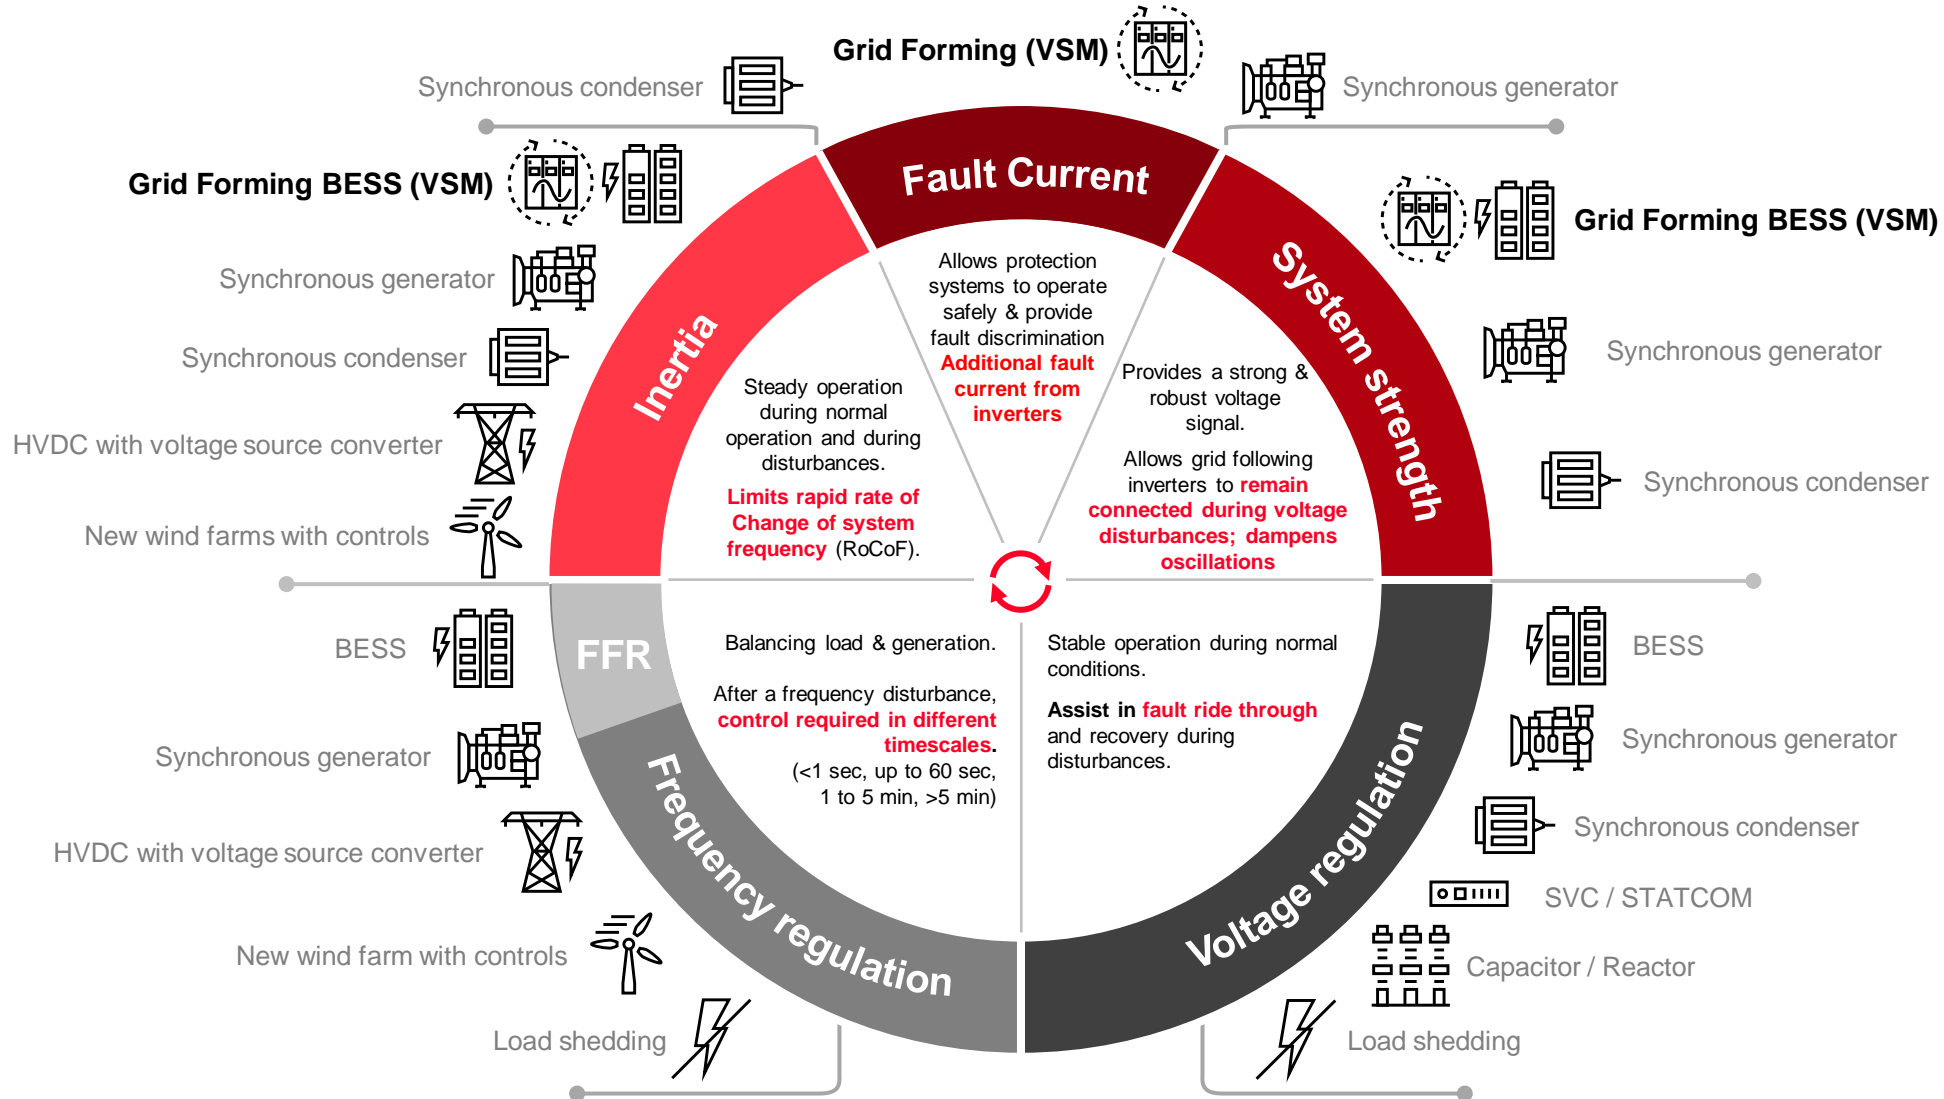 Grid Forming (VSM)
Synchronous condenser
Synchronous generator
Grid Forming BESS (VSM)
Synchronous generator
Synchronous condenser
HVDC with voltage source converter
New wind farms with controls
Grid Forming BESS (VSM)
Synchronous generator
Synchronous condenser
Fault Current
Allows protection
systems to operate
safely & provide
fault discrimination
Additional fault
current from
inverters
Inertia
Steady operation
during normal
operation and during
disturbances.
Limits rapid rate of
Change of system
frequency (RoCoF).
System strength
Provides a strong &
robust voltage
signal.
Allows grid following
inverters to remain
connected during voltage
disturbances; dampens
oscillations
FFR
Frequency regulation
Balancing load & generation.
After a frequency disturbance,
control required in different
timescales.
(<1 sec, up to 60 sec,
1 to 5 min, >5 min)
Voltage regulation
Stable operation during normal
conditions.
Assist in fault ride through
and recovery during
disturbances.
BESS
Synchronous generator
HVDC with voltage source converter
New wind farm with controls
Load shedding
BESS
Synchronous generator
Synchronous condenser
SVC / STATCOM
Capacitor / Reactor
Load shedding